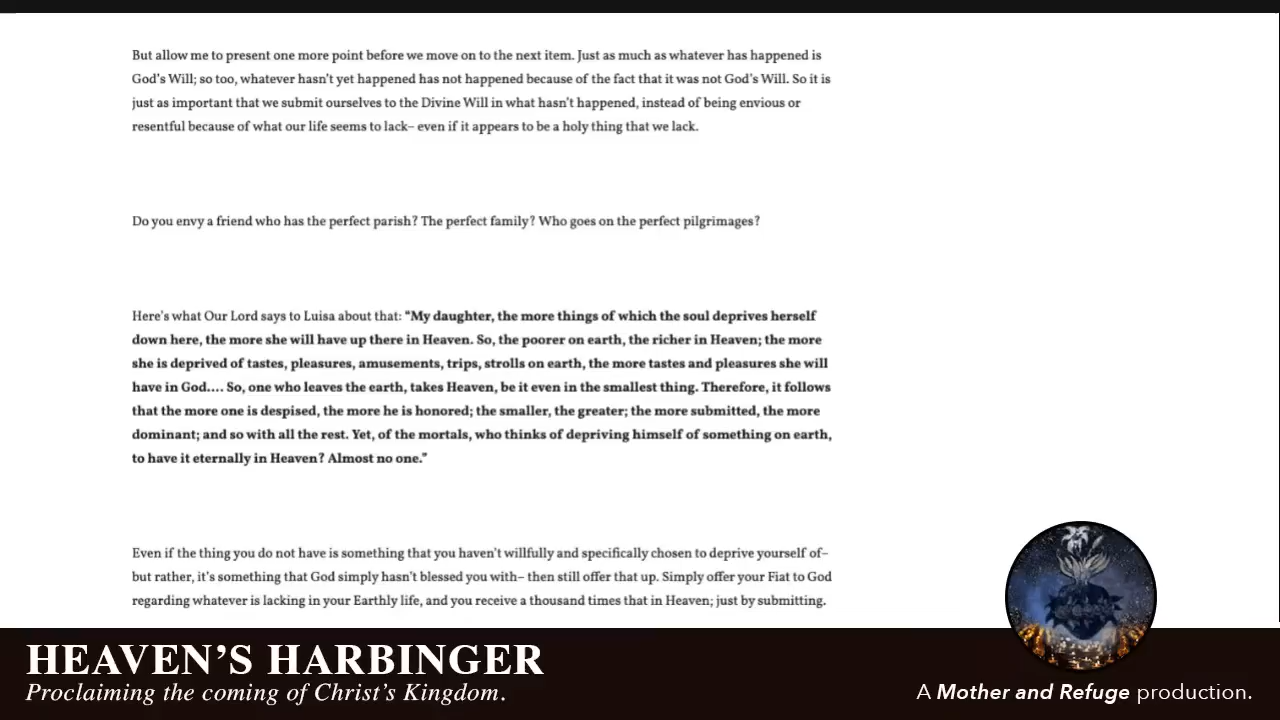 But allow me to present one more point before we move on to the next item. Just as much as whatever has happened is
God's Will; so too, whatever hasn't yet happened has not happened because of the fact that it was not God's Will. So it is
just as important that we submit ourselves to the Divine Will in what hasn't happened, instead of being envious or
resentful because of what our life seems to lack– even if it appears to be a holy thing that we lack.
Do you envy a friend who has the perfect parish? The perfect family? Who goes on the perfect pilgrimages?
Here's what Our Lord says to Luisa about that: "My daughter, the more things of which the soul deprives herself
down here, the more she will have up there in Heaven. So, the poorer on earth, the richer in Heaven; the more
she is deprived of tastes, pleasures, amusements, trips, strolls on earth, the more tastes and pleasures she will
have in God.... So, one who leaves the earth, takes Heaven, be it even in the smallest thing. Therefore, it follows
that the more one is despised, the more he is honored; the smaller, the greater; the more submitted, the more
dominant; and so with all the rest. Yet, of the mortals, who thinks of depriving himself of something on earth,
to have it eternally in Heaven? Almost no one."
Even if the thing you do not have is something that you haven't willfully and specifically chosen to deprive yourself of–
but rather, it's something that God simply hasn't blessed you with– then still offer that up. Simply offer your Fiat to God
regarding whatever is lacking in your Earthly life, and you receive a thousand times that in Heaven; just by submitting.
HEAVEN'S HARBINGER
Proclaiming the coming of Christ's Kingdom.
A Mother and Refuge production.